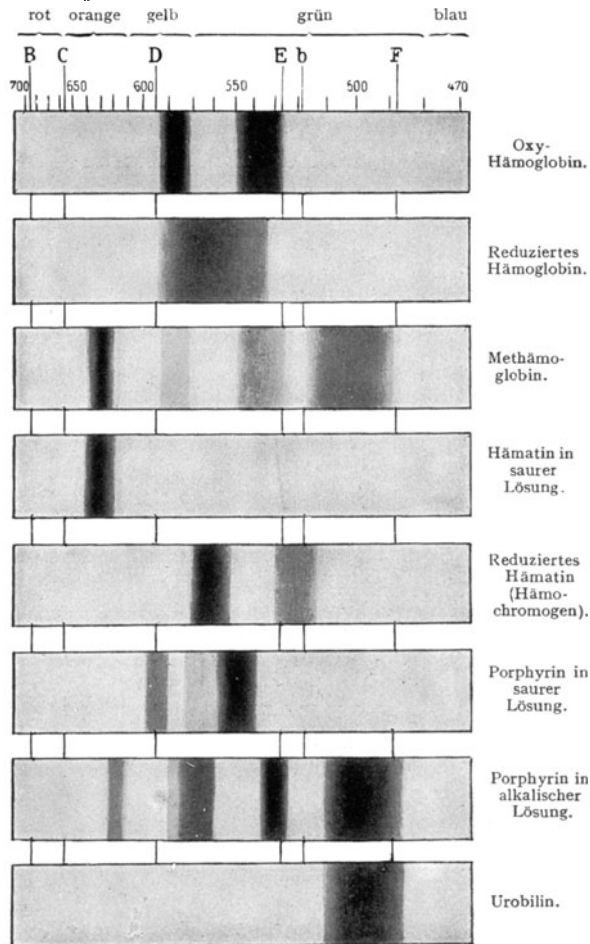 rot orange gelb grün blau
B C D E b F
700 650 600 550 500 470
Oxy-
Hämoglobin.
Reduziertes
Hämoglobin.
Methämo-
globin.
Hämatin in
saurer
Lösung.
Reduziertes
Hämatin
(Hämo-
chromogen).
Porphyrin in
saurer
Lösung.
Porphyrin in
alkalischer
Lösung.
Urobilin.